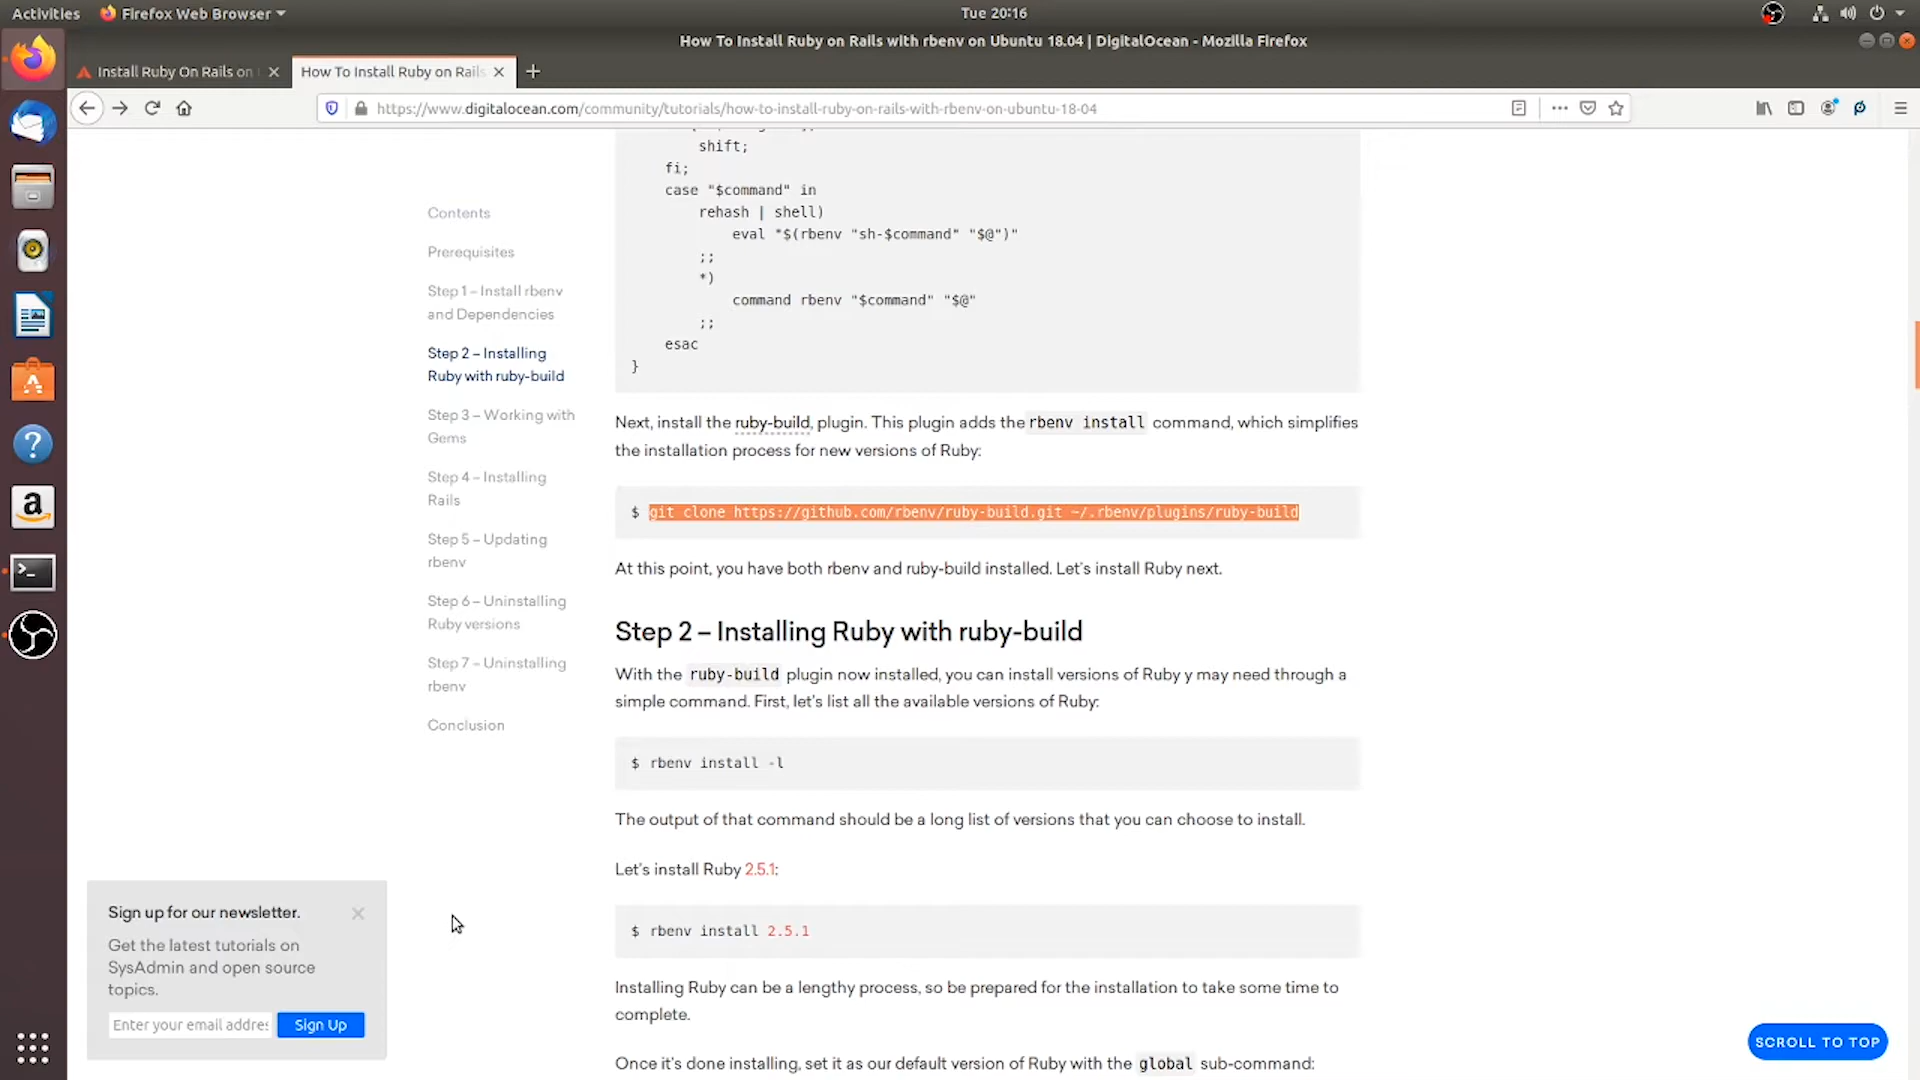 Activities
Firefox Web Browser
Tue 20:16
How To Install Ruby on Rails with rbenv on Ubuntu 18.04 | DigitalOcean - Mozilla Firefox
Install Ruby On Rails on
How To Install Ruby on Rails
https://www.digitalocean.com/community/tutorials/how-to-install-ruby-on-rails-with-rbenv-on-ubuntu-18-04
Contents
Prerequisites
Step 1 – Install rbenv
and Dependencies
Step 2 – Installing
Ruby with ruby-build
Step 3 – Working with
Gems
Step 4 – Installing
Rails
Step 5 – Updating
rbenv
Step 6 – Uninstalling
Ruby versions
Step 7 – Uninstalling
rbenv
Conclusion
shift;
fi;
case "$command" in
rehash | shell)
eval "$(rbenv "sh-$command" "$@")"
;;
*)
command rbenv "$command" "$@"
;;
esac
}
Next, install the ruby-build, plugin. This plugin adds the rbenv install command, which simplifies
the installation process for new versions of Ruby:
$ git clone https://github.com/rbenv/ruby-build.git ~/.rbenv/plugins/ruby-build
At this point, you have both rbenv and ruby-build installed. Let's install Ruby next.
Step 2 – Installing Ruby with ruby-build
With the ruby-build plugin now installed, you can install versions of Ruby y may need through a
simple command. First, let's list all the available versions of Ruby:
$ rbenv install -l
The output of that command should be a long list of versions that you can choose to install.
Let's install Ruby 2.5.1:
$ rbenv install 2.5.1
Installing Ruby can be a lengthy process, so be prepared for the installation to take some time to
complete.
Once it's done installing, set it as our default version of Ruby with the global sub-command:
Sign up for our newsletter.
Get the latest tutorials on
SysAdmin and open source
topics.
Enter your email addres
Sign Up
SCROLL TO TOP